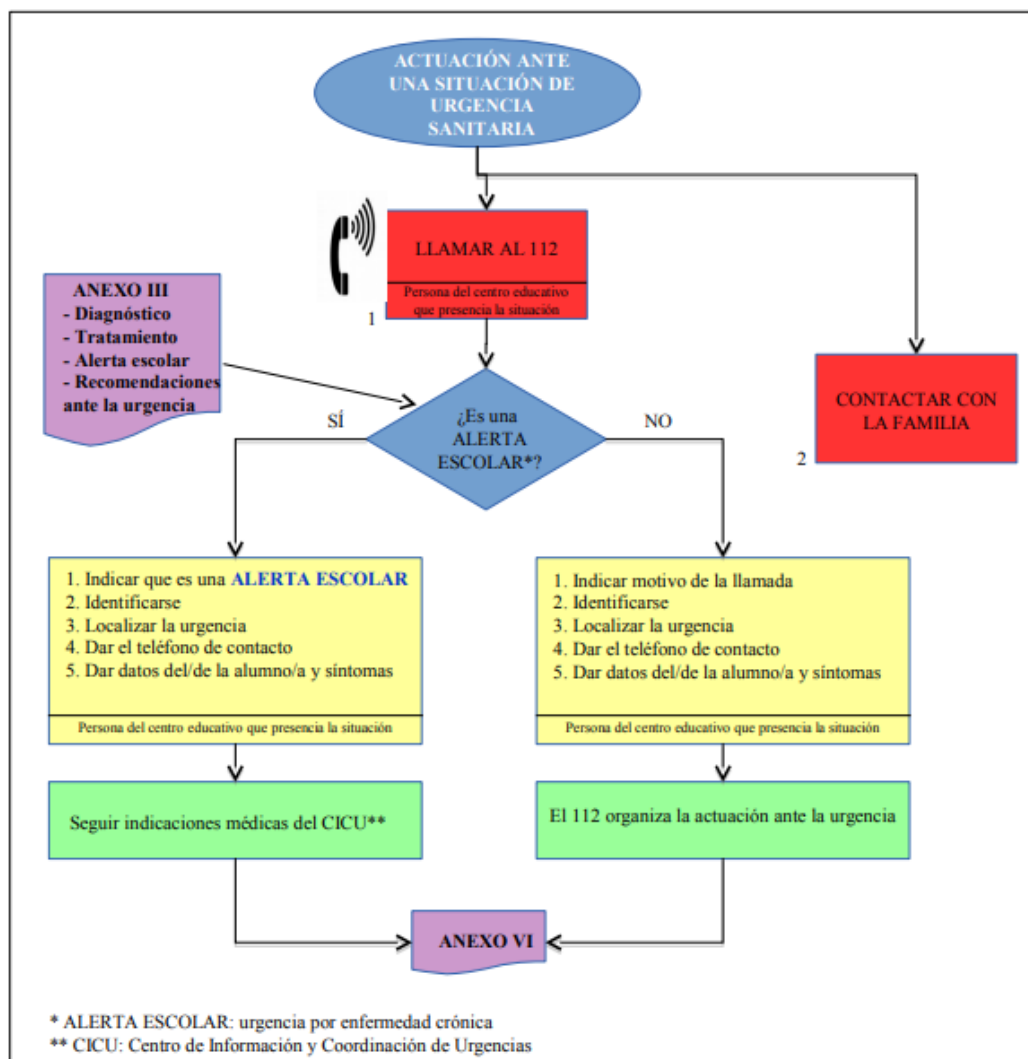 ACTUACIÓN ANTE
UNA SITUACIÓN DE
URGENCIA
SANITARIA
LLAMAR AL 112
Persona del centro educativo
que presencia la situación
1
ANEXO III
- Diagnóstico
- Tratamiento
- Alerta escolar
- Recomendaciones
ante la urgencia
CONTACTAR CON
LA FAMILIA
2
¿Es una
ALERTA
ESCOLAR*?
SÍ
NO
1. Indicar que es una ALERTA ESCOLAR
2. Identificarse
3. Localizar la urgencia
4. Dar el teléfono de contacto
5. Dar datos del/de la alumno/a y síntomas
Persona del centro educativo que presencia la situación
1. Indicar motivo de la llamada
2. Identificarse
3. Localizar la urgencia
4. Dar el teléfono de contacto
5. Dar datos del/de la alumno/a y síntomas
Persona del centro educativo que presencia la situación
Seguir indicaciones médicas del CICU**
El 112 organiza la actuación ante la urgencia
ANEXO VI
* ALERTA ESCOLAR: urgencia por enfermedad crónica
** CICU: Centro de Información y Coordinación de Urgencias